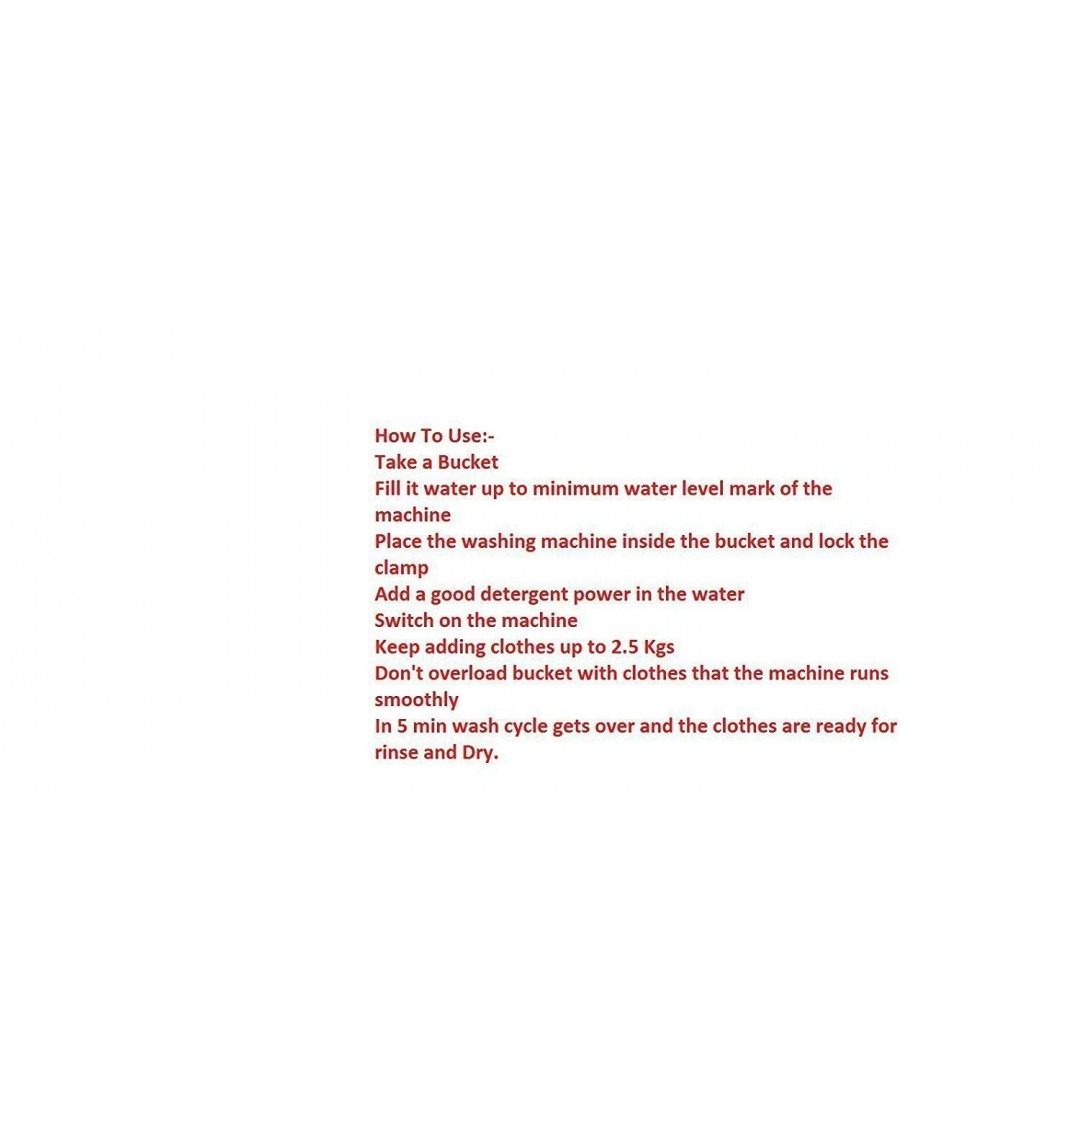 How To Use:-
Take a Bucket
Fill it water up to minimum water level mark of the
machine
Place the washing machine inside the bucket and lock the
clamp
Add a good detergent power in the water
Switch on the machine
Keep adding clothes up to 2.5 Kgs
Don't overload bucket with clothes that the machine runs
smoothly
In 5 min wash cycle gets over and the clothes are ready for
rinse and Dry.